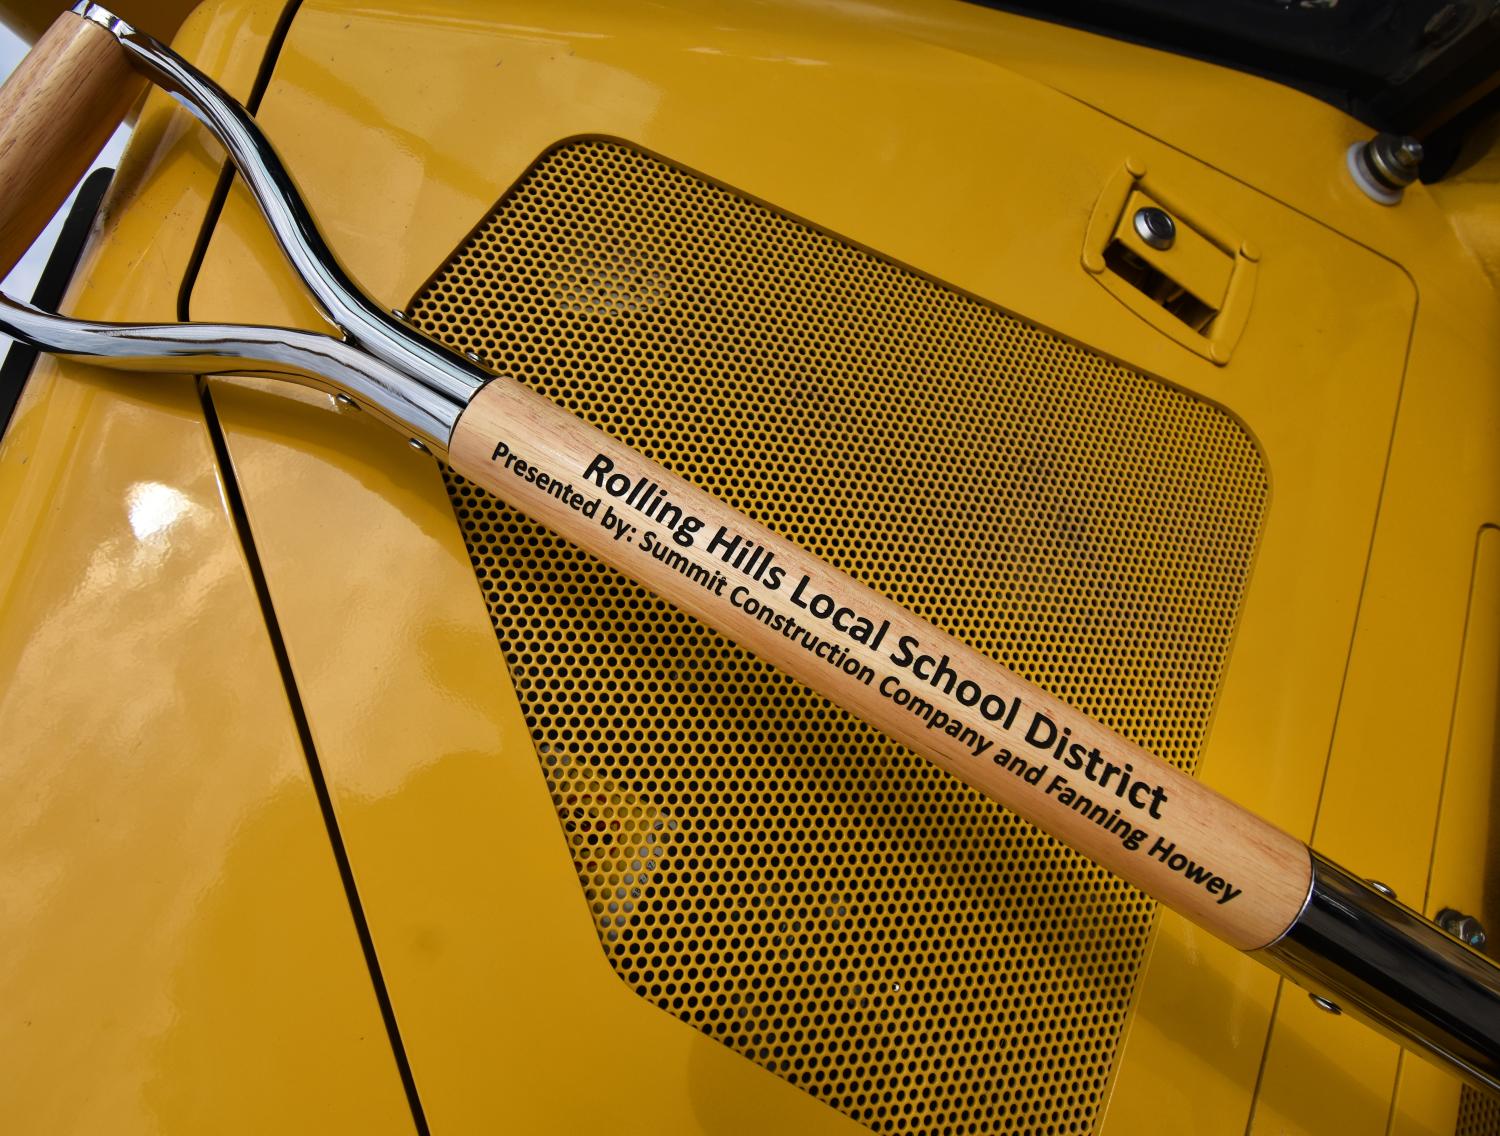 Rolling Hills Local School District
Presented by: Summit Construction Company and Fanning Howey